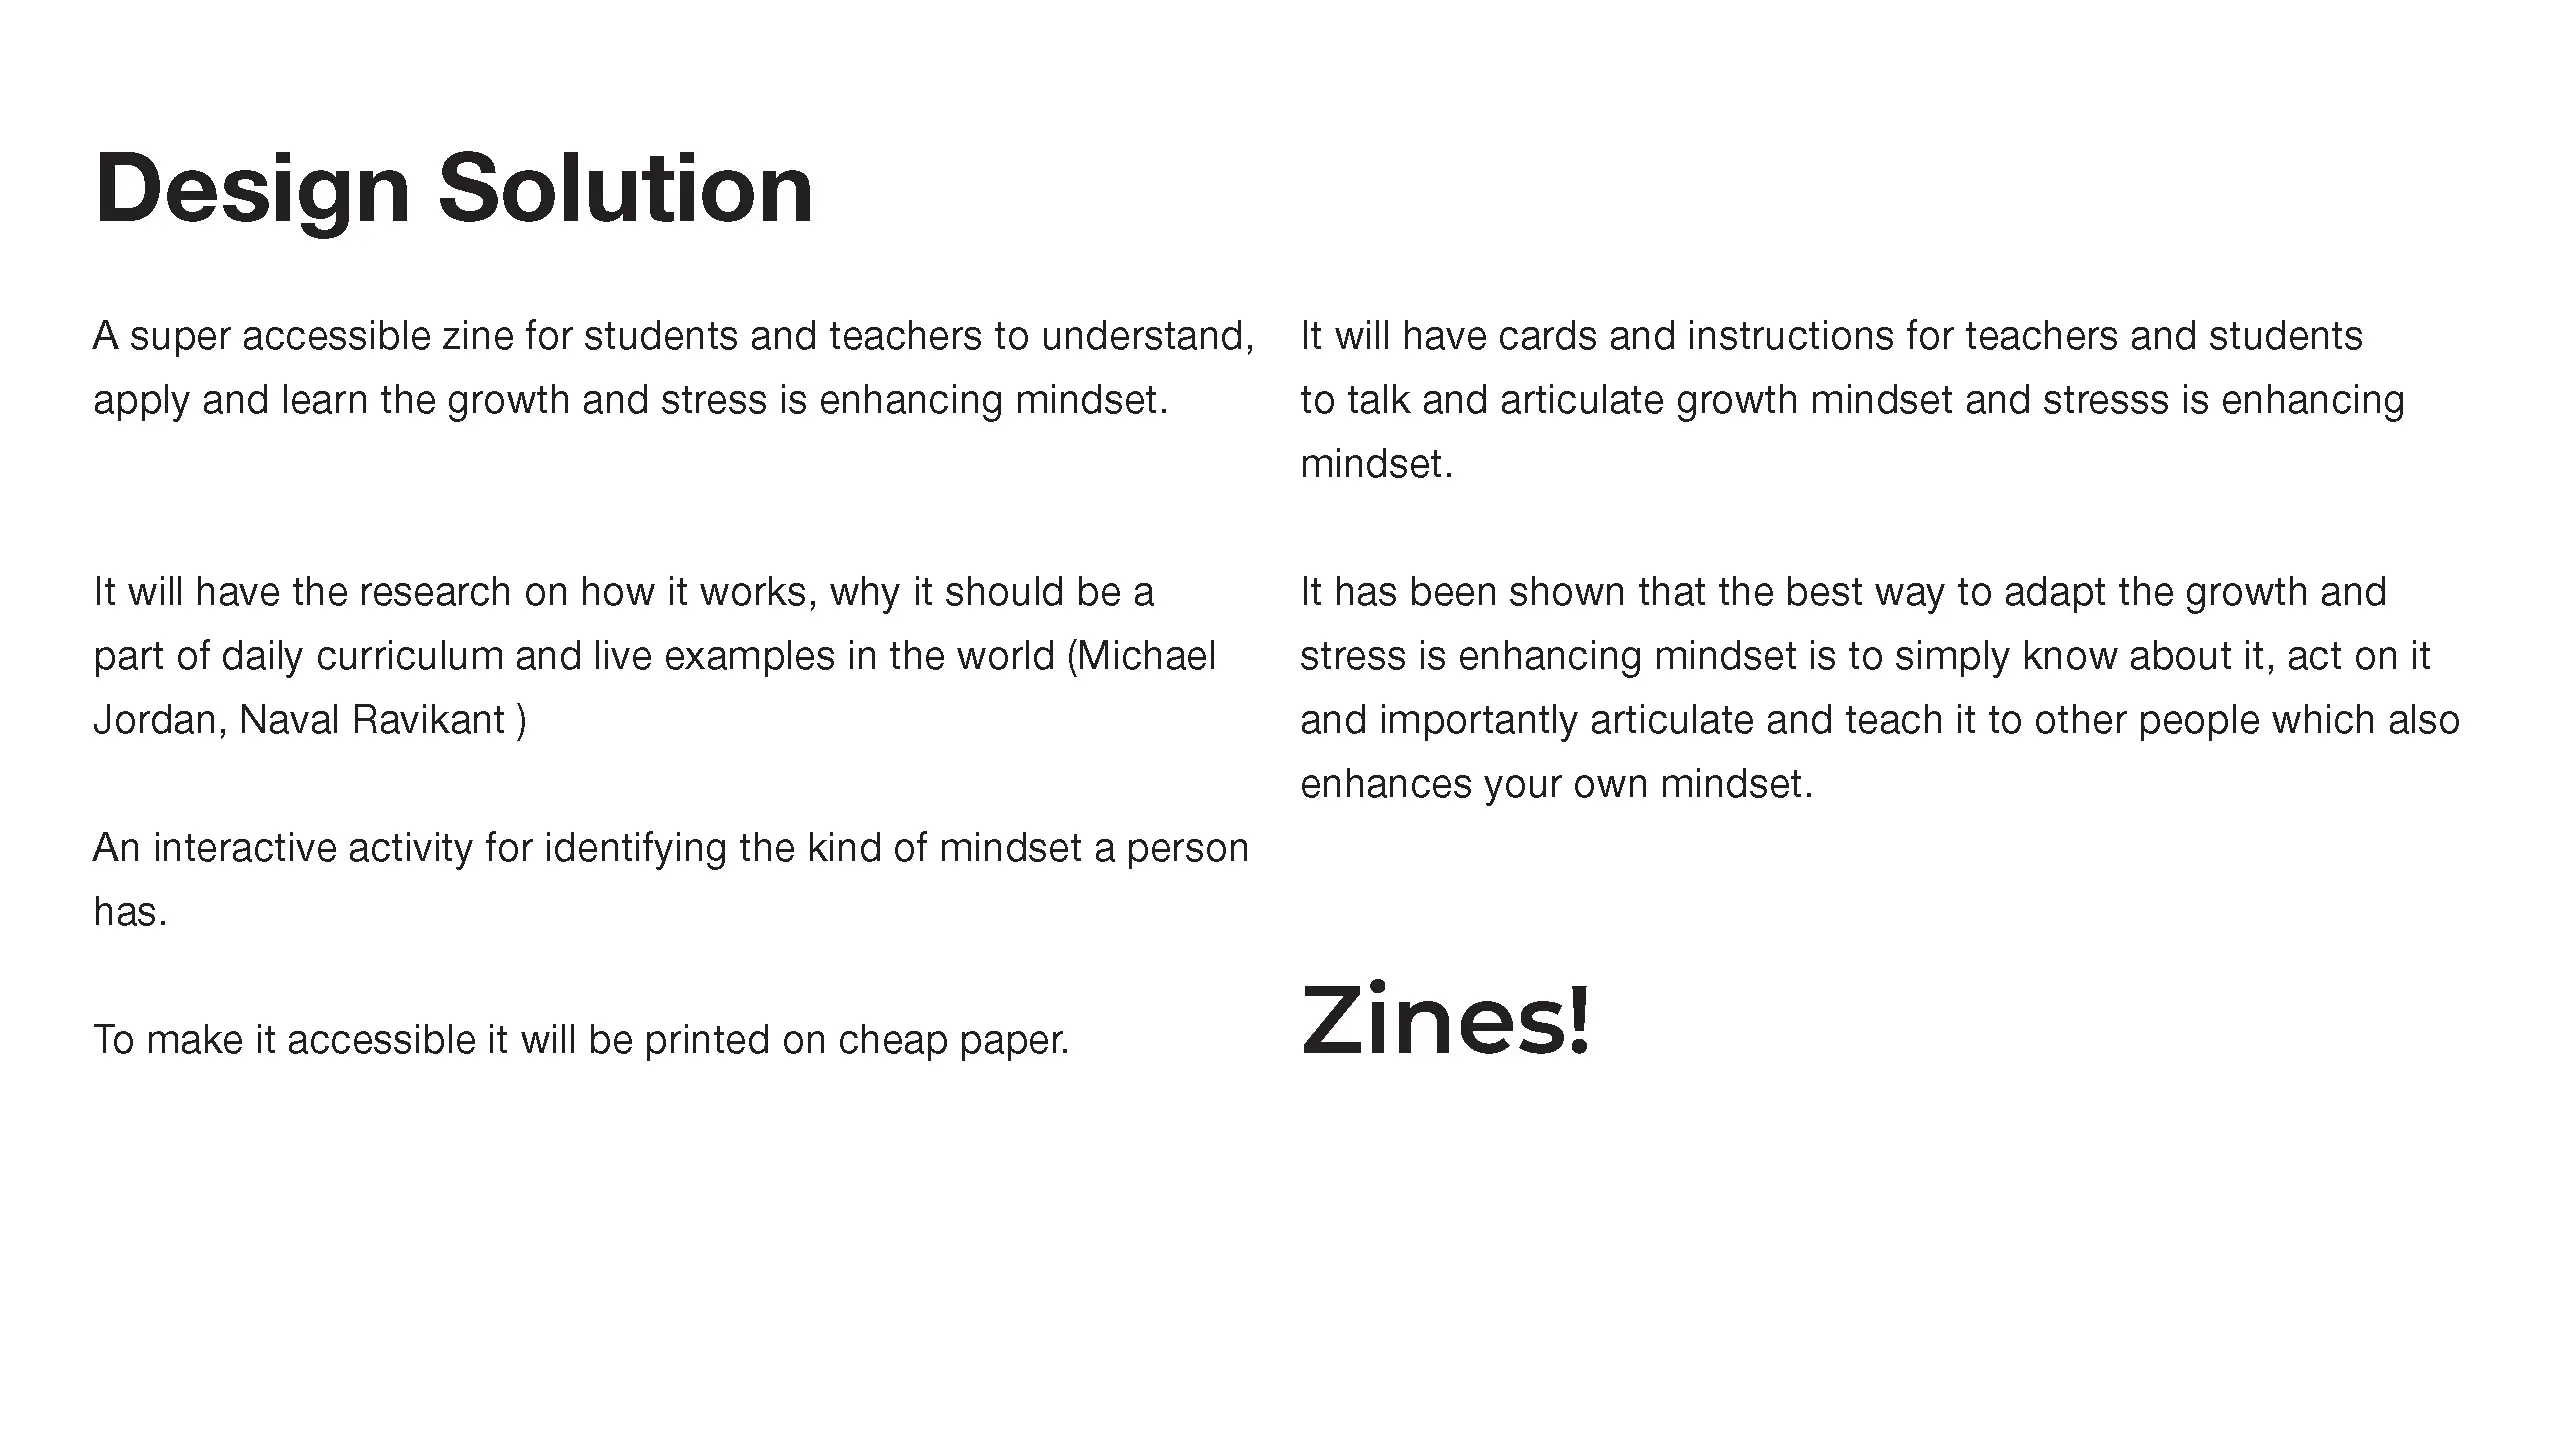 Design Solution
A super accessible zine for students and teachers to understand,
apply and learn the growth and stress is enhancing mindset.
It will have the research on how it works, why it should be a
part of daily curriculum and live examples in the world (Michael
Jordan, Naval Ravikant )
An interactive activity for identifying the kind of mindset a person
has.
To make it accessible it will be printed on cheap paper.
It will have cards and instructions for teachers and students
to talk and articulate growth mindset and stresss is enhancing
mindset.
It has been shown that the best way to adapt the growth and
stress is enhancing mindset is to simply know about it, act on it
and importantly articulate and teach it to other people which also
enhances your own mindset.
Zines!